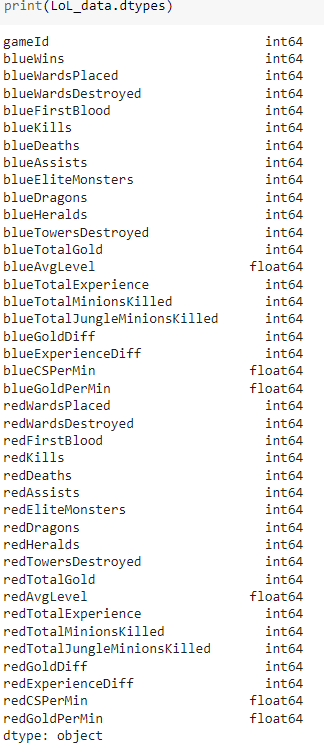 print(LoL_data.dtypes)
gameId int64
blueWins int64
blueWardsPlaced int64
blueWardsDestroyed int64
blueFirstBlood int64
blueKills int64
blueDeaths int64
blueAssists int64
blueEliteMonsters int64
blueDragons int64
blueHeralds int64
blueTowersDestroyed int64
blueTotalGold int64
blueAvgLevel float64
blueTotalExperience int64
blueTotalMinionsKilled int64
blueTotalJungleMinionsKilled int64
blueGoldDiff int64
blueExperienceDiff int64
blueCSPerMin float64
blueGoldPerMin float64
redWardsPlaced int64
redWardsDestroyed int64
redFirstBlood int64
redKills int64
redDeaths int64
redAssists int64
redEliteMonsters int64
redDragons int64
redHeralds int64
redTowersDestroyed int64
redTotalGold int64
redAvgLevel float64
redTotalExperience int64
redTotalMinionsKilled int64
redTotalJungleMinionsKilled int64
redGoldDiff int64
redExperienceDiff int64
redCSPerMin float64
redGoldPerMin float64
dtype: object